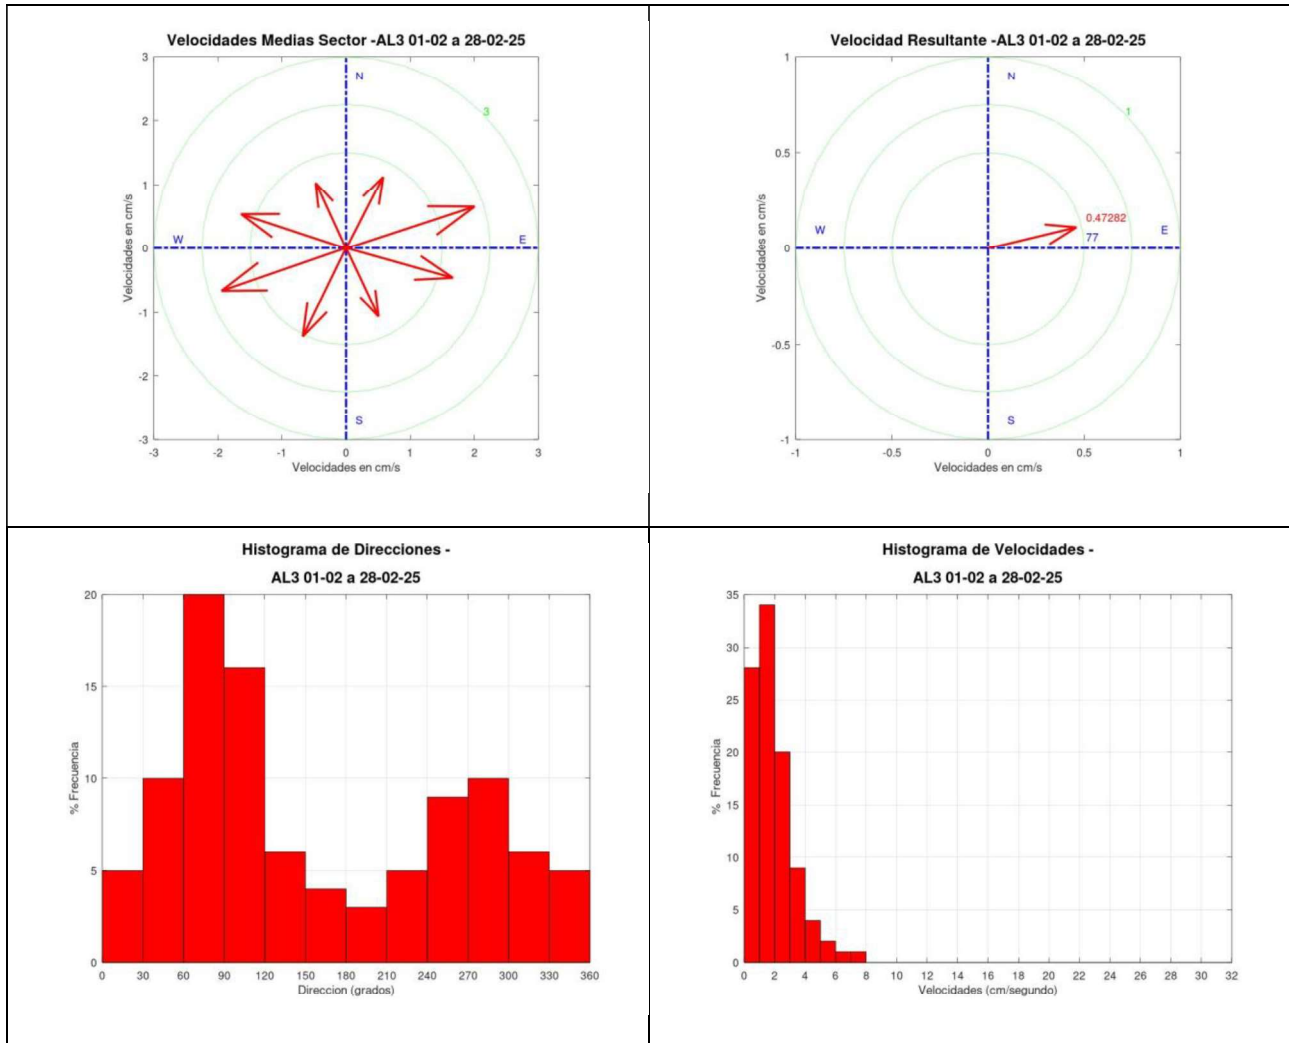 Velocidades Medias Sector -AL3 01-02 a 28-02-25
3
N
3
2
1
W
E
0
-1
-2
S
-3
-3
-2
-1
0
1
2
3
Velocidades en cm/s
Velocidades en cm/s
Velocidad Resultante -AL3 01-02 a 28-02-25
1
N
1
0.5
0.47282
W
E
77
0
-0.5
S
-1
-1
-0.5
0
0.5
1
Velocidades en cm/s
Velocidades en cm/s
Histograma de Direcciones -
AL3 01-02 a 28-02-25
20
15
10
5
0
% Frecuencia
0 30 60 90 120 150 180 210 240 270 300 330 360
Direccion (grados)
Histograma de Velocidades -
AL3 01-02 a 28-02-25
35
30
25
20
15
10
5
0
% Frecuencia
0 2 4 6 8 10 12 14 16 18 20 22 24 26 28 30 32
Velocidades (cm/segundo)